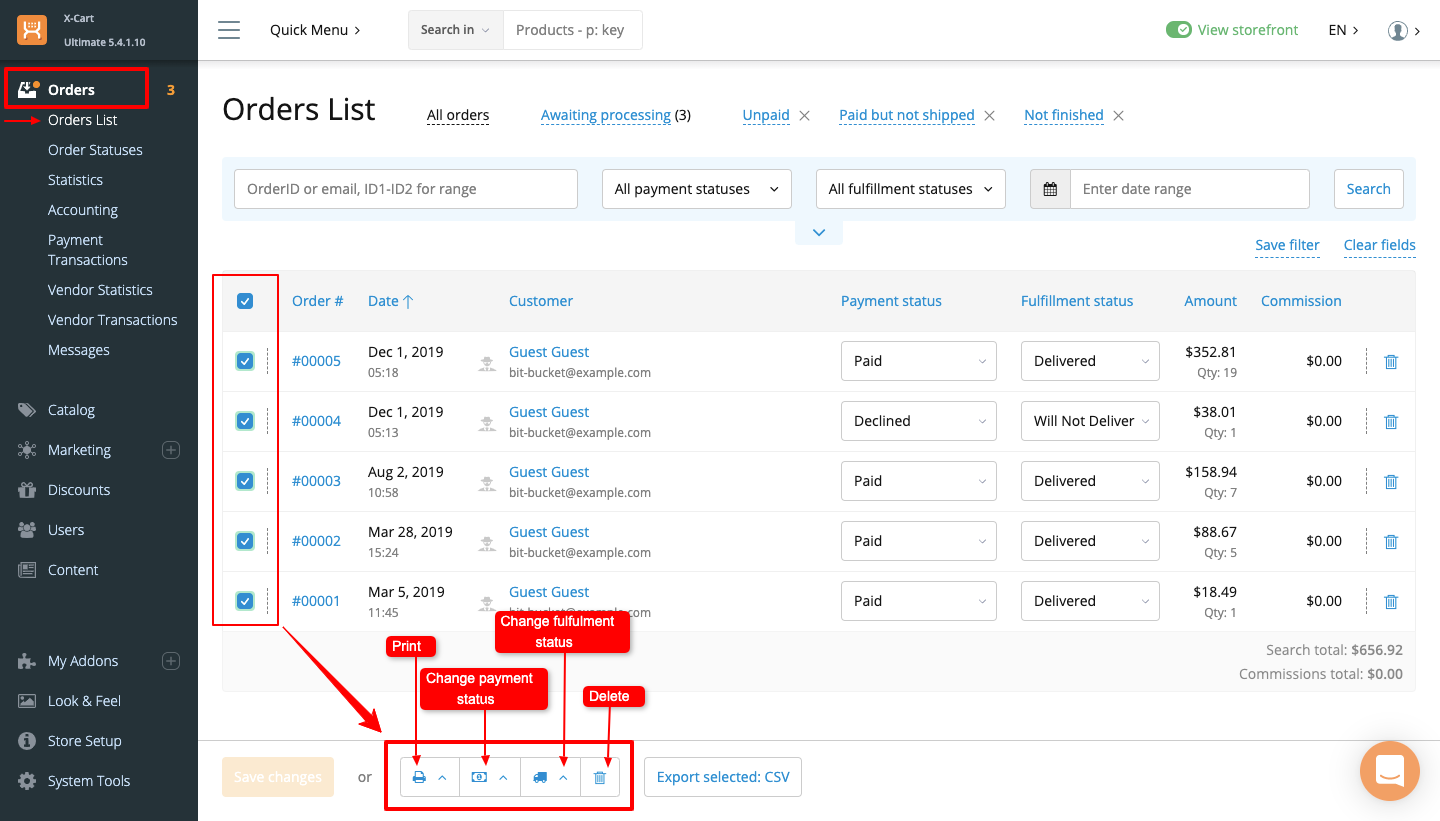 X-Cart
Ultimate 5.4.1.10
Quick Menu
Search in
Products - p: key
View storefront
EN
Orders
3
Orders List
Order Statuses
Statistics
Accounting
Payment
Transactions
Vendor Statistics
Vendor Transactions
Messages
Catalog
Marketing
Discounts
Users
Content
My Addons
Look & Feel
Store Setup
System Tools
Orders List
All orders
Awaiting processing (3)
Unpaid
Paid but not shipped
Not finished
OrderID or email, ID1-ID2 for range
All payment statuses
All fulfillment statuses
Enter date range
Search
Save filter
Clear fields
Order # Date Customer Payment status Fulfillment status Amount Commission
#00005 Dec 1, 2019 Guest Guest Paid Delivered $352.81 $0.00
05:18 bit-bucket@example.com Qty: 19
#00004 Dec 1, 2019 Guest Guest Declined Will Not Deliver $38.01 $0.00
05:13 bit-bucket@example.com Qty: 1
#00003 Aug 2, 2019 Guest Guest Paid Delivered $158.94 $0.00
10:58 bit-bucket@example.com Qty: 7
#00002 Mar 28, 2019 Guest Guest Paid Delivered $88.67 $0.00
15:24 bit-bucket@example.com Qty: 5
#00001 Mar 5, 2019 Guest Guest Paid Delivered $18.49 $0.00
11:45 bit-bucket@example.com Qty: 1
Search total: $656.92
Commissions total: $0.00
Print
Change payment
status
Change fulfulment
status
Delete
Save changes
or
Export selected: CSV